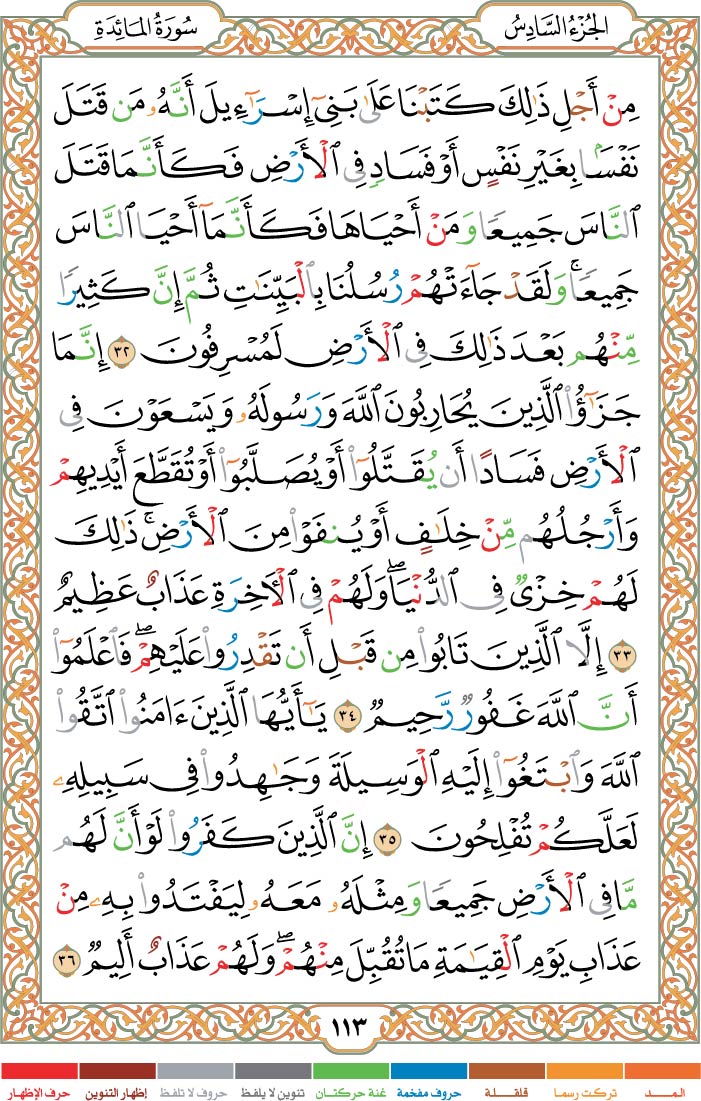 الجُزْءُ السَّادِسُ
سُورَةُ المَائِدَةِ
مِنْ أَجْلِ ذَٰلِكَ كَتَبْنَا عَلَىٰ بَنِىٓ إِسْرَٰٓءِيلَ أَنَّهُۥ مَن قَتَلَ
نَفْسَۢا بِغَيْرِ نَفْسٍ أَوْ فَسَادٍ فِى ٱلْأَرْضِ فَكَأَنَّمَا قَتَلَ
ٱلنَّاسَ جَمِيعًا وَمَنْ أَحْيَاهَا فَكَأَنَّمَآ أَحْيَا ٱلنَّاسَ
جَمِيعًا ۚ وَلَقَدْ جَآءَتْهُمْ رُسُلُنَا بِٱلْبَيِّنَٰتِ ثُمَّ إِنَّ كَثِيرًا
مِّنْهُم بَعْدَ ذَٰلِكَ فِى ٱلْأَرْضِ لَمُسْرِفُونَ ٣٢ إِنَّمَا
جَزَٰٓؤُا۟ ٱلَّذِينَ يُحَارِبُونَ ٱللَّهَ وَرَسُولَهُۥ وَيَسْعَوْنَ فِى
ٱلْأَرْضِ فَسَادًا أَن يُقَتَّلُوٓا۟ أَوْ يُصَلَّبُوٓا۟ أَوْ تُقَطَّعَ أَيْدِيهِمْ
وَأَرْجُلُهُم مِّنْ خِلَٰفٍ أَوْ يُنفَوْا۟ مِنَ ٱلْأَرْضِ ۚ ذَٰلِكَ
لَهُمْ خِزْىٌ فِى ٱلدُّنْيَا ۖ وَلَهُمْ فِى ٱلْءَاخِرَةِ عَذَابٌ عَظِيمٌ
٣٣ إِلَّا ٱلَّذِينَ تَابُوا۟ مِن قَبْلِ أَن تَقْدِرُوا۟ عَلَيْهِمْ ۖ فَٱعْلَمُوٓا۟
أَنَّ ٱللَّهَ غَفُورٌ رَّحِيمٌ ٣٤ يَٰٓأَيُّهَا ٱلَّذِينَ ءَامَنُوا۟ ٱتَّقُوا۟
ٱللَّهَ وَٱبْتَغُوٓا۟ إِلَيْهِ ٱلْوَسِيلَةَ وَجَٰهِدُوا۟ فِى سَبِيلِهِۦ
لَعَلَّكُمْ تُفْلِحُونَ ٣٥ إِنَّ ٱلَّذِينَ كَفَرُوا۟ لَوْ أَنَّ لَهُم
مَّا فِى ٱلْأَرْضِ جَمِيعًا وَمِثْلَهُۥ مَعَهُۥ لِيَفْتَدُوا۟ بِهِۦ مِنْ
عَذَابِ يَوْمِ ٱلْقِيَٰمَةِ مَا تُقُبِّلَ مِنْهُمْ ۖ وَلَهُمْ عَذَابٌ أَلِيمٌ ٣٦
١١٣
المـــد تركت رسما قلقلة حروف مفخمة غنة حركتان تنوين لا يلفظ حروف لا تلفظ إظهار التنوين حرف الإظهار